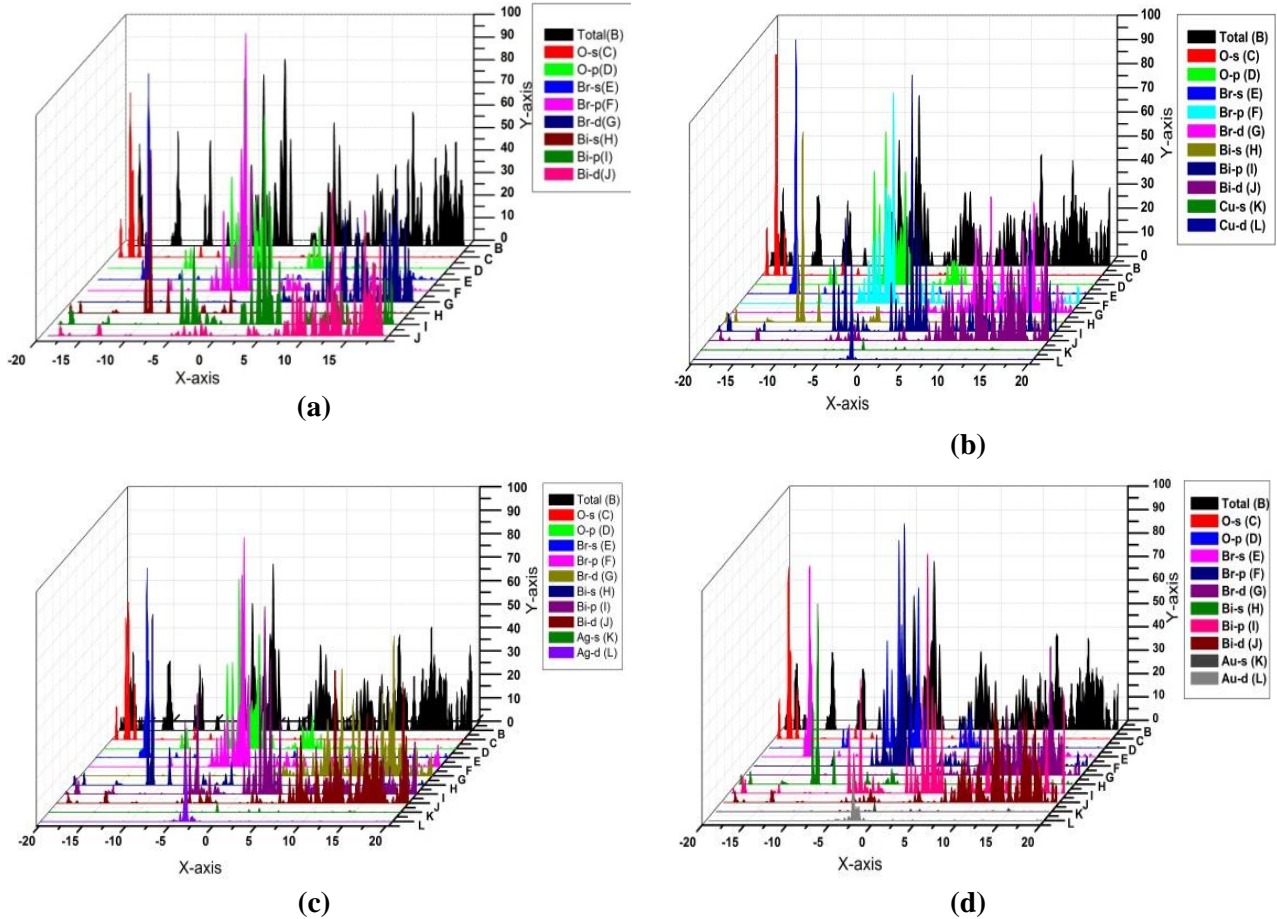 100
90
80
70
60
50
40
30
20
10
0
Y-axis
Total(B)
O-s(C)
O-p(D)
Br-s(E)
Br-p(F)
Br-d(G)
Bi-s(H)
Bi-p(I)
Bi-d(J)
B
C
D
E
F
G
H
I
J
-20 -15 -10 -5 0 5 10 15 20
X-axis
(a)
100
90
80
70
60
50
40
30
20
10
0
Y-axis
Total (B)
O-s (C)
O-p (D)
Br-s (E)
Br-p (F)
Br-d (G)
Bi-s (H)
Bi-p (I)
Bi-d (J)
Cu-s (K)
Cu-d (L)
B
C
D
E
F
G
H
I
J
K
L
-20 -15 -10 -5 0 5 10 15 20
X-axis
(b)
100
90
80
70
60
50
40
30
20
10
0
Y-axis
Total (B)
O-s (C)
O-p (D)
Br-s (E)
Br-p (F)
Br-d (G)
Bi-s (H)
Bi-p (I)
Bi-d (J)
Ag-s (K)
Ag-d (L)
B
C
D
E
F
G
H
I
J
K
L
-20 -15 -10 -5 0 5 10 15 20
X-axis
(c)
100
90
80
70
60
50
40
30
20
10
0
Y-axis
Total (B)
O-s (C)
O-p (D)
Br-s (E)
Br-p (F)
Br-d (G)
Bi-s (H)
Bi-p (I)
Bi-d (J)
Au-s (K)
Au-d (L)
B
C
D
E
F
G
H
I
J
K
L
-20 -15 -10 -5 0 5 10 15 20
X-axis
(d)